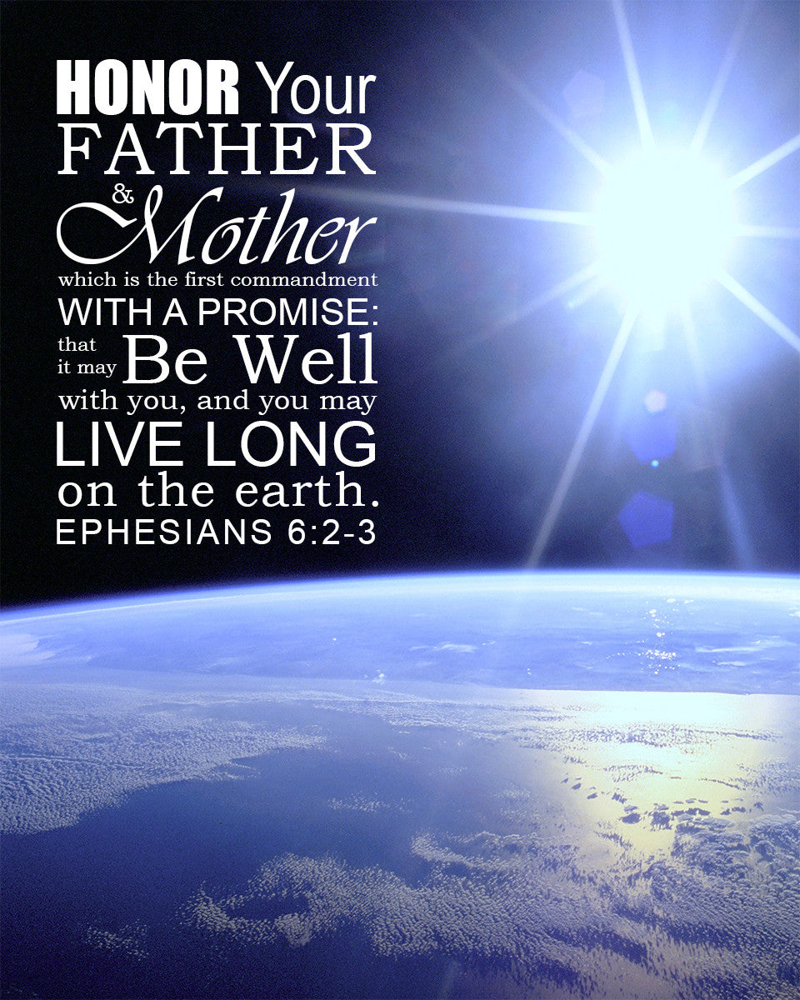 HONOR Your
FATHER
& Mother
which is the first commandment
WITH A PROMISE:
that
it may Be Well
with you, and you may
LIVE LONG
on the earth.
EPHESIANS 6:2-3